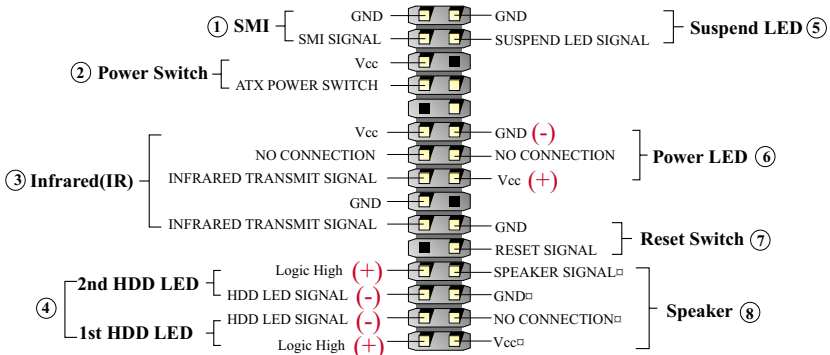 GND
GND
① SMI
Suspend LED ⑤
SMI SIGNAL
SUSPEND LED SIGNAL
Vcc
② Power Switch
ATX POWER SWITCH
Vcc
GND (-)
NO CONNECTION
NO CONNECTION
Power LED ⑥
③ Infrared(IR)
INFRARED TRANSMIT SIGNAL
Vcc (+)
GND
INFRARED TRANSMIT SIGNAL
GND
Reset Switch ⑦
RESET SIGNAL
Logic High (+)
SPEAKER SIGNAL¤
2nd HDD LED
HDD LED SIGNAL (-)
GND¤
④
Speaker ⑧
HDD LED SIGNAL (-)
NO CONNECTION¤
1st HDD LED
Logic High (+)
Vcc¤